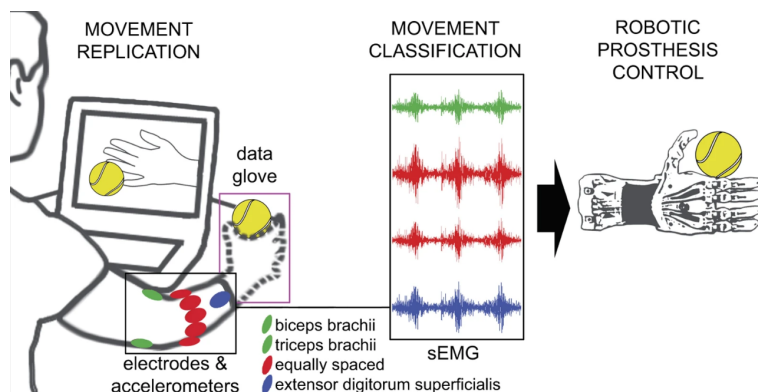 MOVEMENT
REPLICATION
MOVEMENT
CLASSIFICATION
ROBOTIC
PROSTHESIS
CONTROL
data
glove
electrodes &
accelerometers
biceps brachii
triceps brachii
equally spaced
extensor digitorum superficialis
sEMG